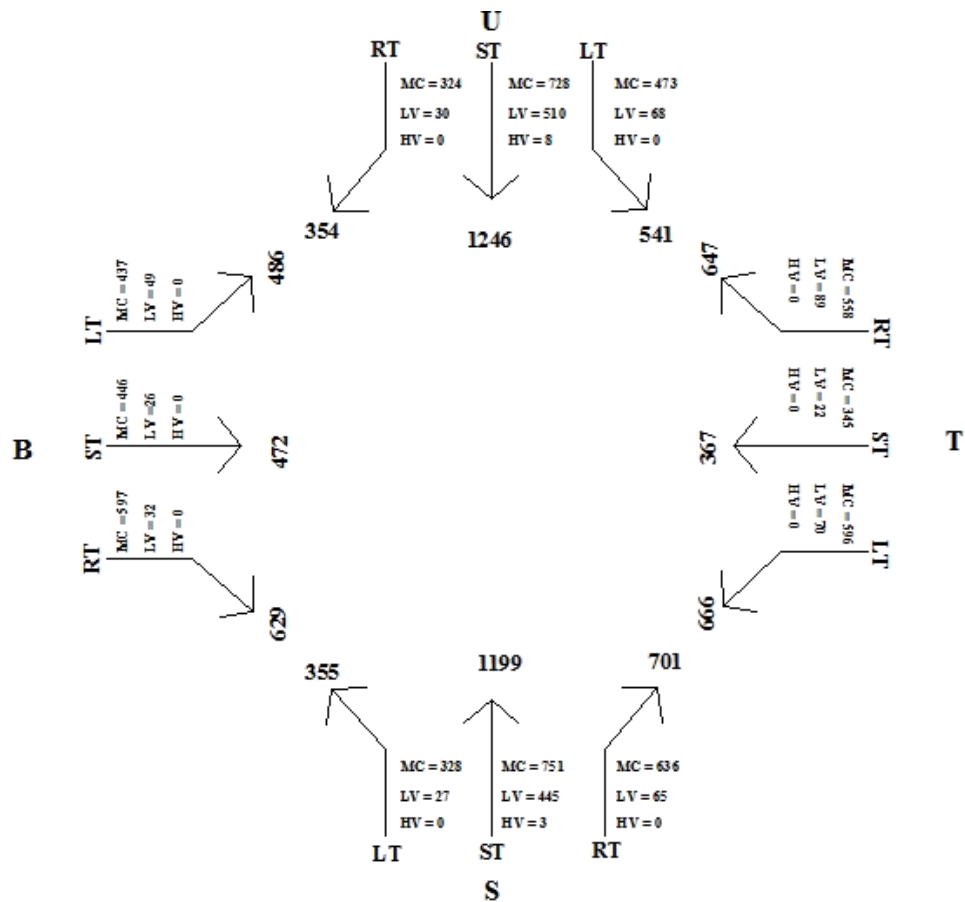 U
RT
ST
LT
MC = 324
LV = 30
HV = 0
MC = 728
LV = 510
HV = 8
MC = 473
LV = 68
HV = 0
354
1246
541
LT
MC = 437
LV = 49
HV = 0
486
647
HV = 0
LV = 89
MC = 558
RT
B
ST
MC = 446
LV = 26
HV = 0
472
367
HV = 0
LV = 22
MC = 345
ST
T
RT
MC = 597
LV = 32
HV = 0
629
666
HV = 0
LV = 70
MC = 596
LT
355
1199
701
MC = 328
LV = 27
HV = 0
MC = 751
LV = 445
HV = 3
MC = 636
LV = 65
HV = 0
LT
ST
RT
S